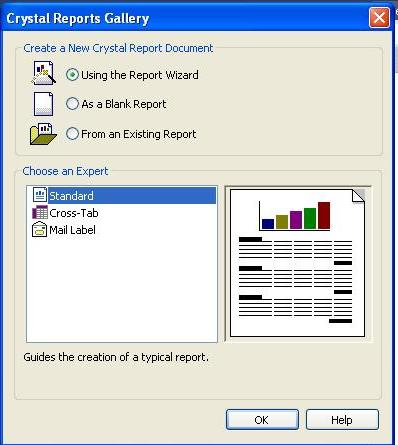 Crystal Reports Gallery
Create a New Crystal Report Document
Using the Report Wizard
As a Blank Report
From an Existing Report
Choose an Expert
Standard
Cross-Tab
Mail Label
Guides the creation of a typical report.
OK
Help